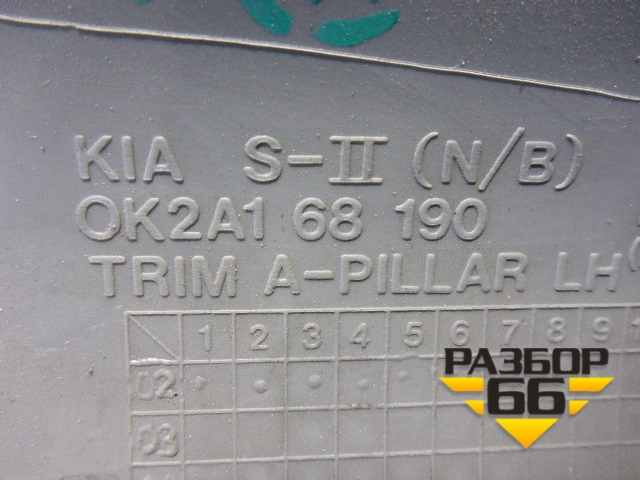 KIA S-II (N/B)
OK2A1 68 190
TRIM A-PILLAR LH(
1 2 3 4 5 6 7 8 9 1
02
03
РАЗБОР
66